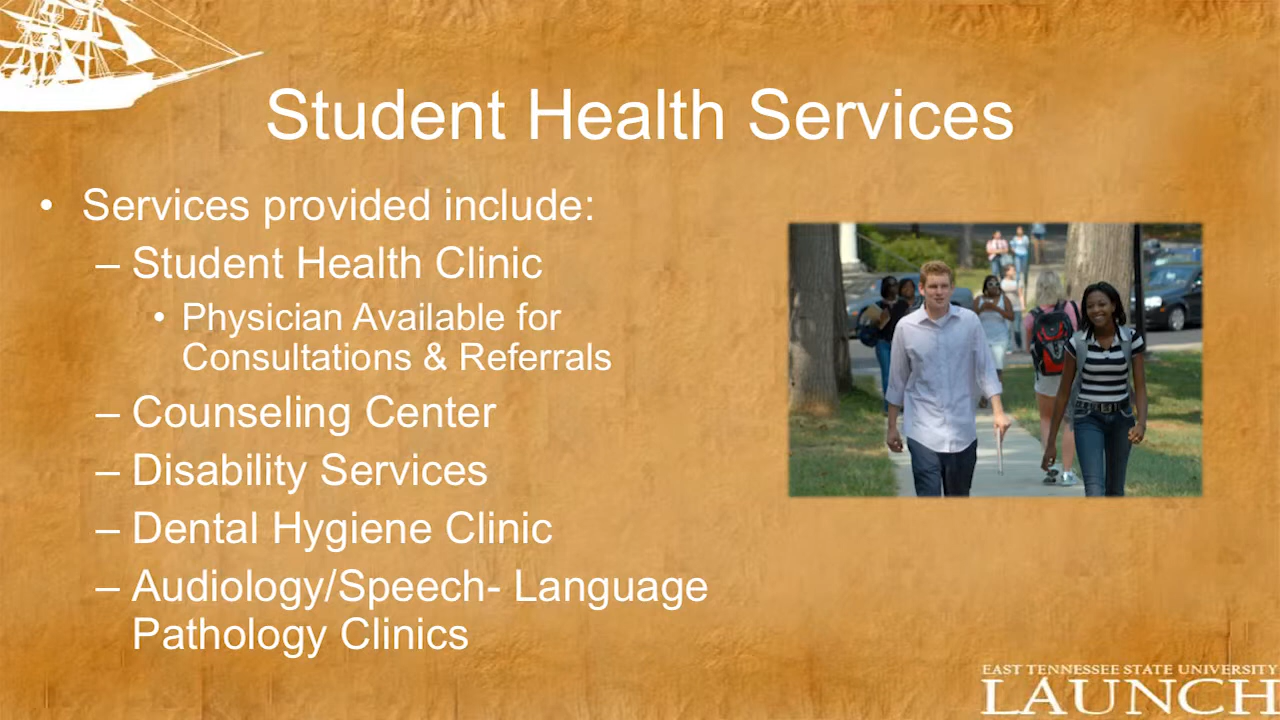 Student Health Services
• Services provided include:
– Student Health Clinic
• Physician Available for
Consultations & Referrals
– Counseling Center
– Disability Services
– Dental Hygiene Clinic
– Audiology/Speech- Language
Pathology Clinics
EAST TENNESSEE STATE UNIVERSITY
LAUNCH